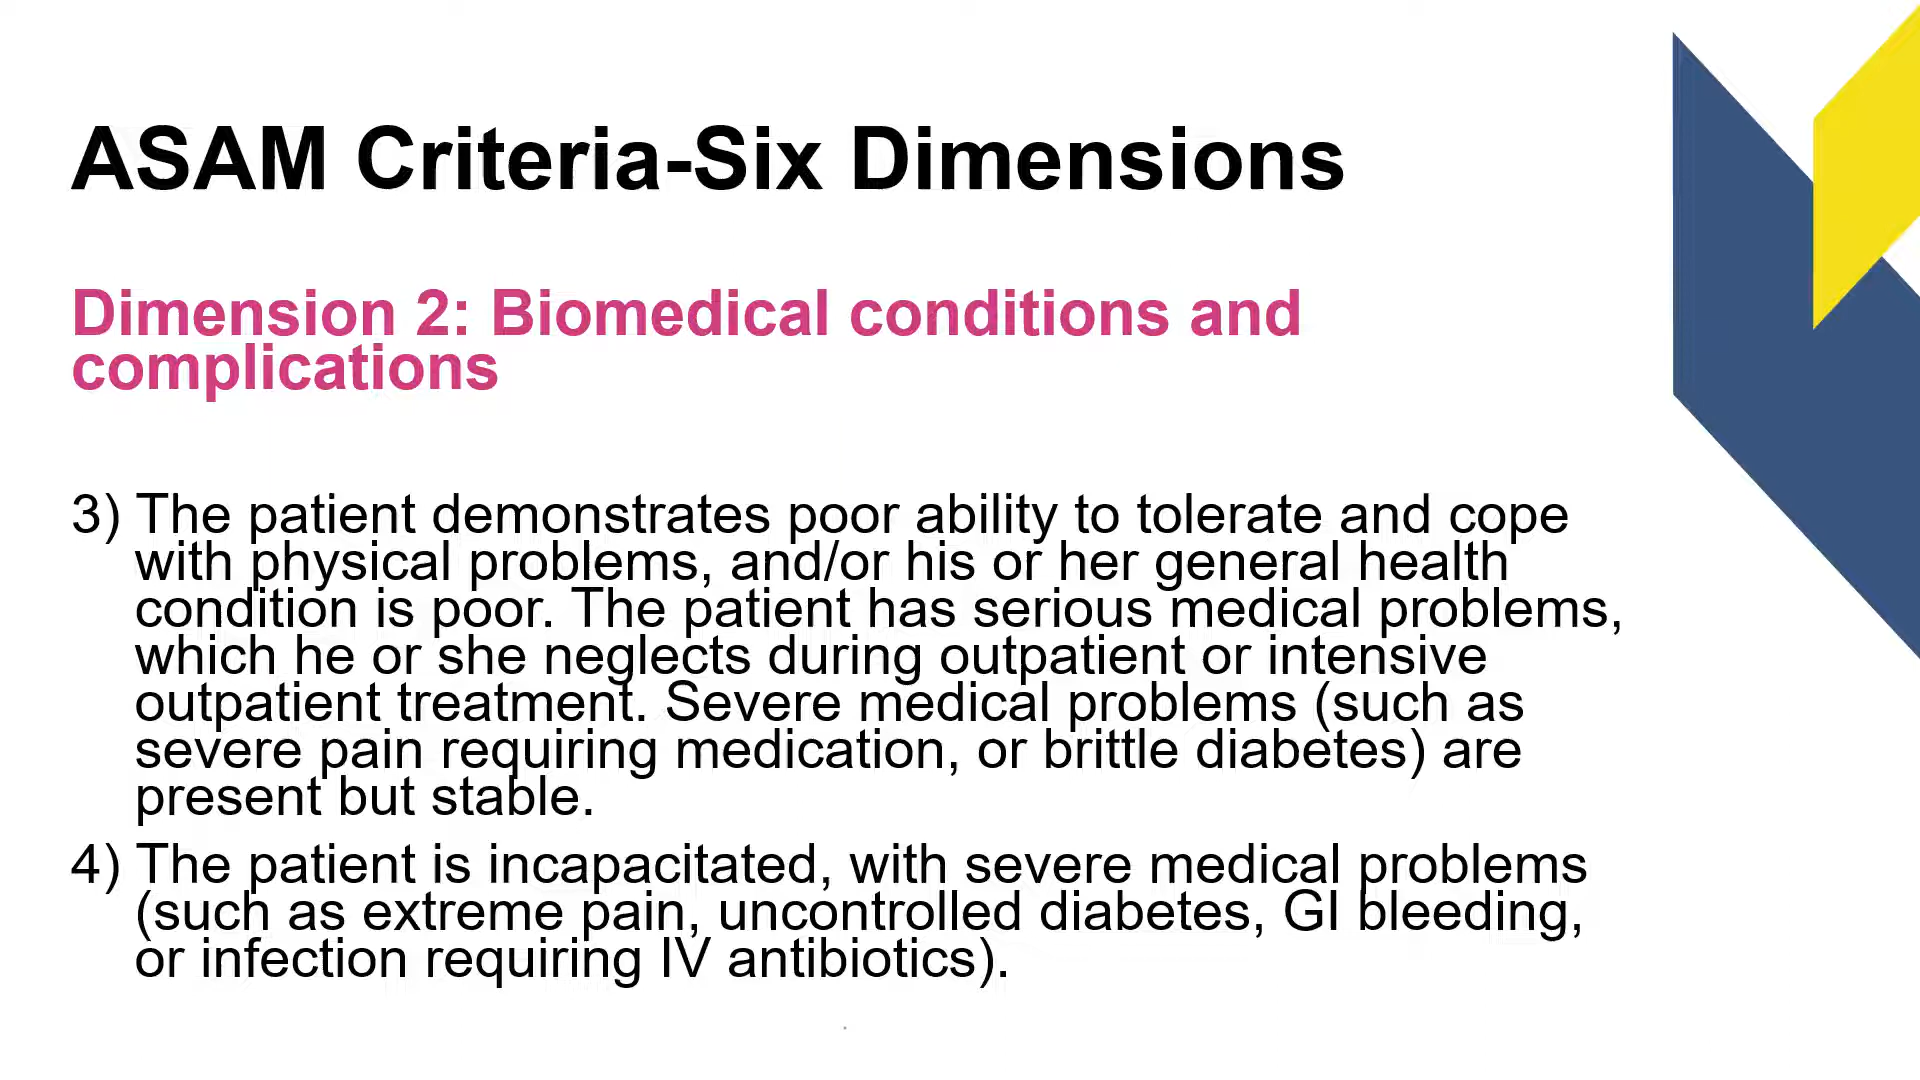 ASAM Criteria-Six Dimensions
Dimension 2: Biomedical conditions and
complications
3) The patient demonstrates poor ability to tolerate and cope
with physical problems, and/or his or her general health
condition is poor. The patient has serious medical problems,
which he or she neglects during outpatient or intensive
outpatient treatment. Severe medical problems (such as
severe pain requiring medication, or brittle diabetes) are
present but stable.
4) The patient is incapacitated, with severe medical problems
(such as extreme pain, uncontrolled diabetes, GI bleeding,
or infection requiring IV antibiotics).